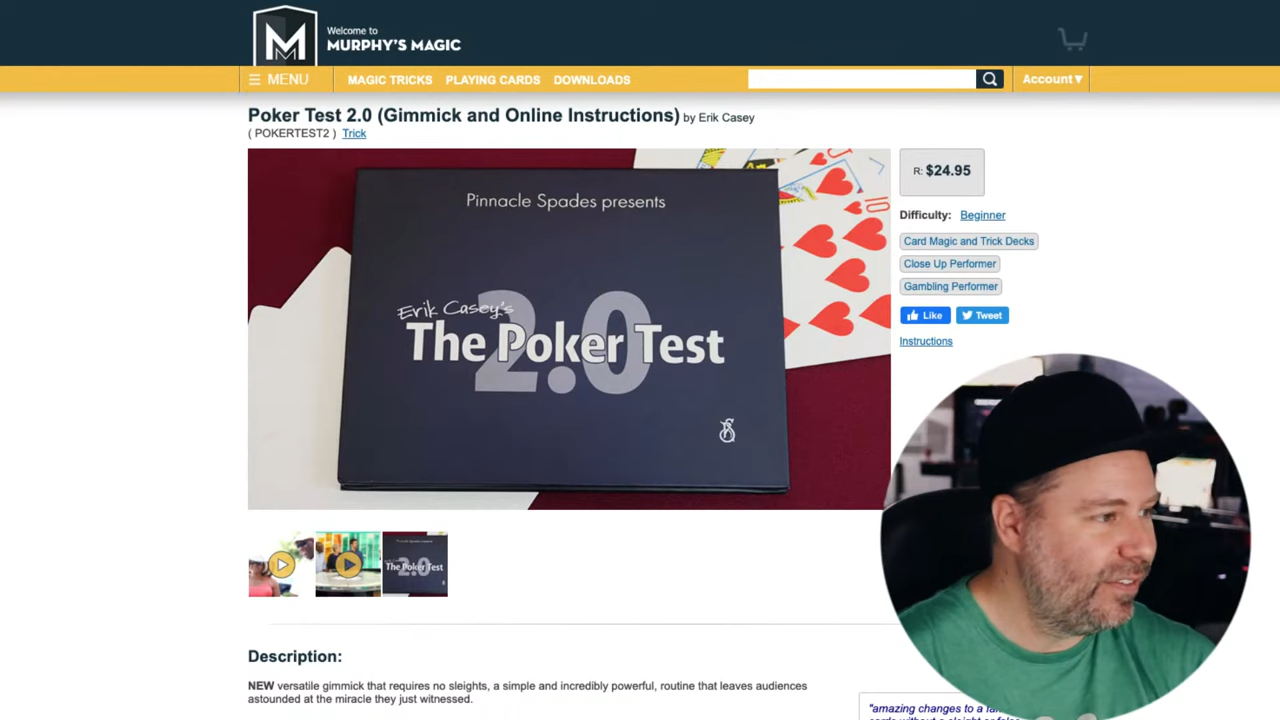 Welcome to
MURPHY'S MAGIC
☰ MENU
MAGIC TRICKS PLAYING CARDS DOWNLOADS
Account▼
Poker Test 2.0 (Gimmick and Online Instructions) by Erik Casey
( POKERTEST2 ) Trick
Pinnacle Spades presents
Erik Casey's
The Poker Test
2.0
10
R: $24.95
Difficulty: Beginner
Card Magic and Trick Decks
Close Up Performer
Gambling Performer
Like Tweet
Instructions
The Poker Test
2.0
Description:
NEW versatile gimmick that requires no sleights, a simple and incredibly powerful, routine that leaves audiences
astounded at the miracle they just witnessed.
"amazing changes to a